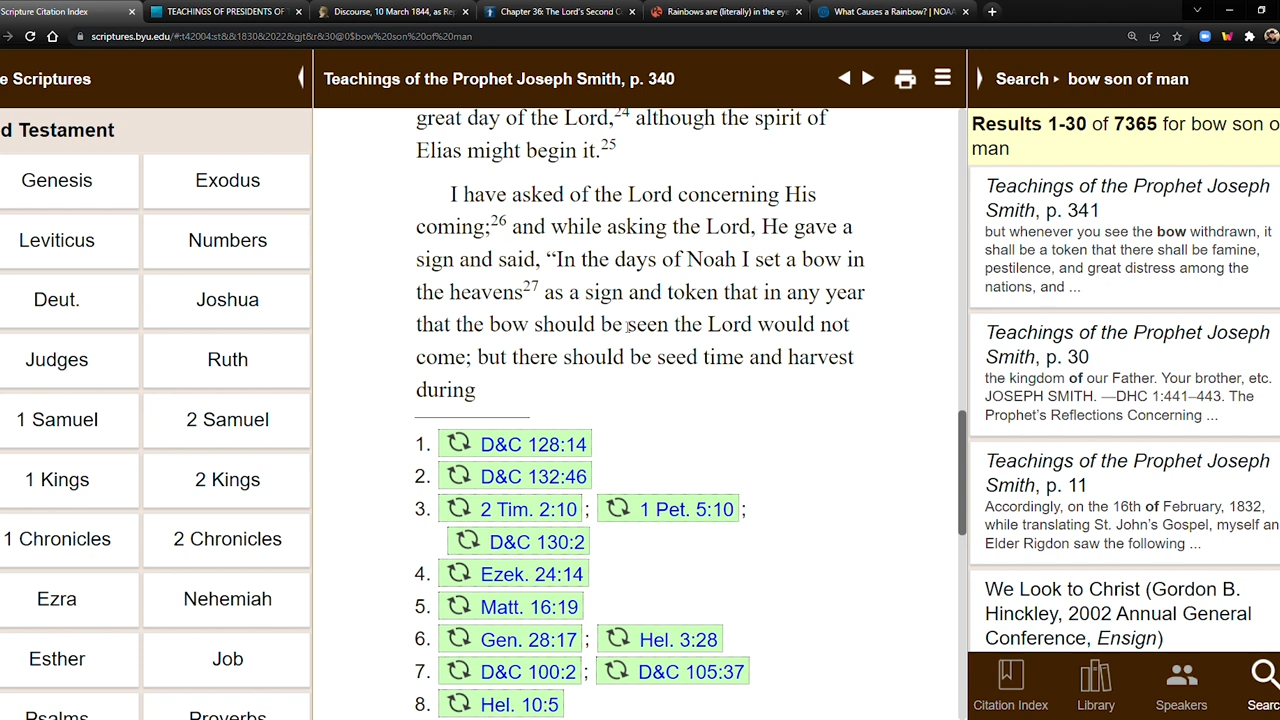 Scripture Citation Index
TEACHINGS OF PRESIDENTS OF T
Discourse, 10 March 1844, as Rep
Chapter 36: The Lord's Second C
Rainbows are (literally) in the eye
What Causes a Rainbow? | NOAA
scriptures.byu.edu/#:t42004:st&&1830&2022&gjt&r&30@0$bow%20son%20of%20man
e Scriptures
d Testament
Genesis Exodus
Leviticus Numbers
Deut. Joshua
Judges Ruth
1 Samuel 2 Samuel
1 Kings 2 Kings
1 Chronicles 2 Chronicles
Ezra Nehemiah
Esther Job
Psalms Proverbs
Teachings of the Prophet Joseph Smith, p. 340
great day of the Lord,24 although the spirit of
Elias might begin it.25
I have asked of the Lord concerning His
coming;26 and while asking the Lord, He gave a
sign and said, “In the days of Noah I set a bow in
the heavens27 as a sign and token that in any year
that the bow should be seen the Lord would not
come; but there should be seed time and harvest
during
1. D&C 128:14
2. D&C 132:46
3. 2 Tim. 2:10 ; 1 Pet. 5:10 ;
D&C 130:2
4. Ezek. 24:14
5. Matt. 16:19
6. Gen. 28:17 ; Hel. 3:28
7. D&C 100:2 ; D&C 105:37
8. Hel. 10:5
Search ▸ bow son of man
Results 1-30 of 7365 for bow son o
man
Teachings of the Prophet Joseph
Smith, p. 341
but whenever you see the bow withdrawn, it
shall be a token that there shall be famine,
pestilence, and great distress among the
nations, and ...
Teachings of the Prophet Joseph
Smith, p. 30
the kingdom of our Father. Your brother, etc.
JOSEPH SMITH. —DHC 1:441–443. The
Prophet's Reflections Concerning ...
Teachings of the Prophet Joseph
Smith, p. 11
Accordingly, on the 16th of February, 1832,
while translating St. John's Gospel, myself an
Elder Rigdon saw the following ...
We Look to Christ (Gordon B.
Hinckley, 2002 Annual General
Conference, Ensign)
Citation Index
Library
Speakers
Searc